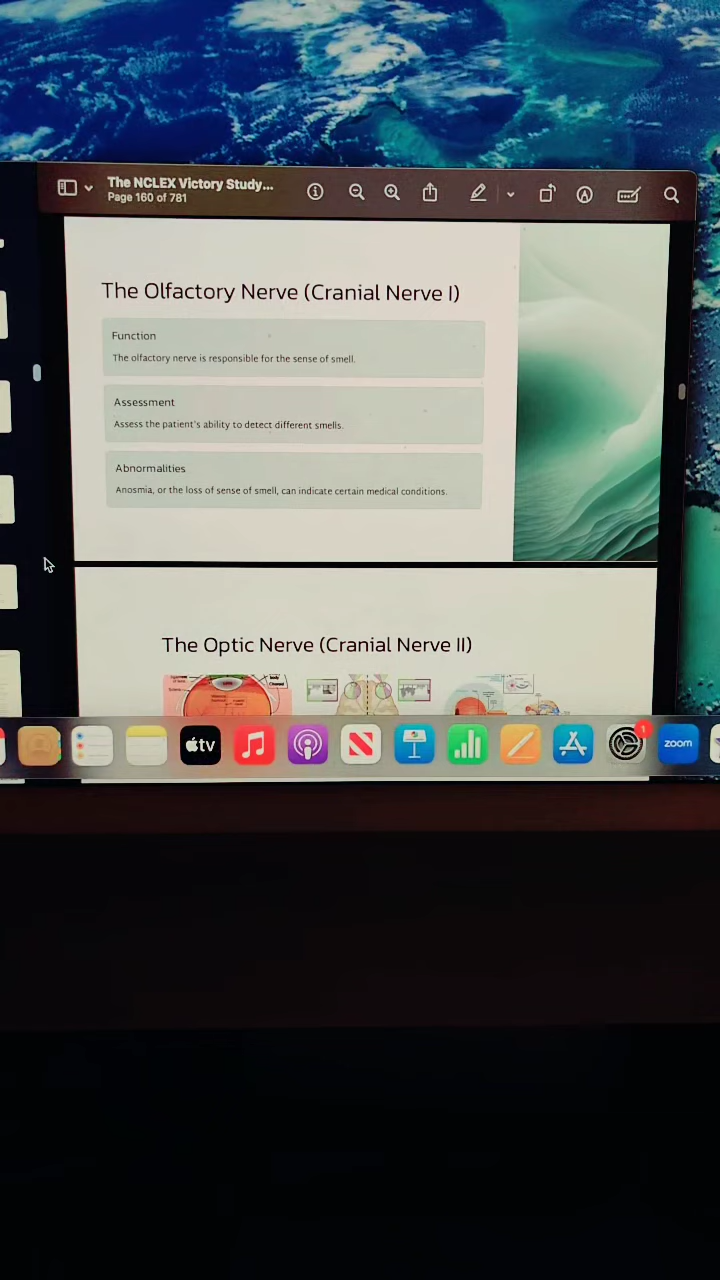 The NCLEX Victory Study...
Page 160 of 781
The Olfactory Nerve (Cranial Nerve I)
Function
The olfactory nerve is responsible for the sense of smell.
Assessment
Assess the patient's ability to detect different smells.
Abnormalities
Anosmia, or the loss of sense of smell, can indicate certain medical conditions.
The Optic Nerve (Cranial Nerve II)
tv
1
zoom